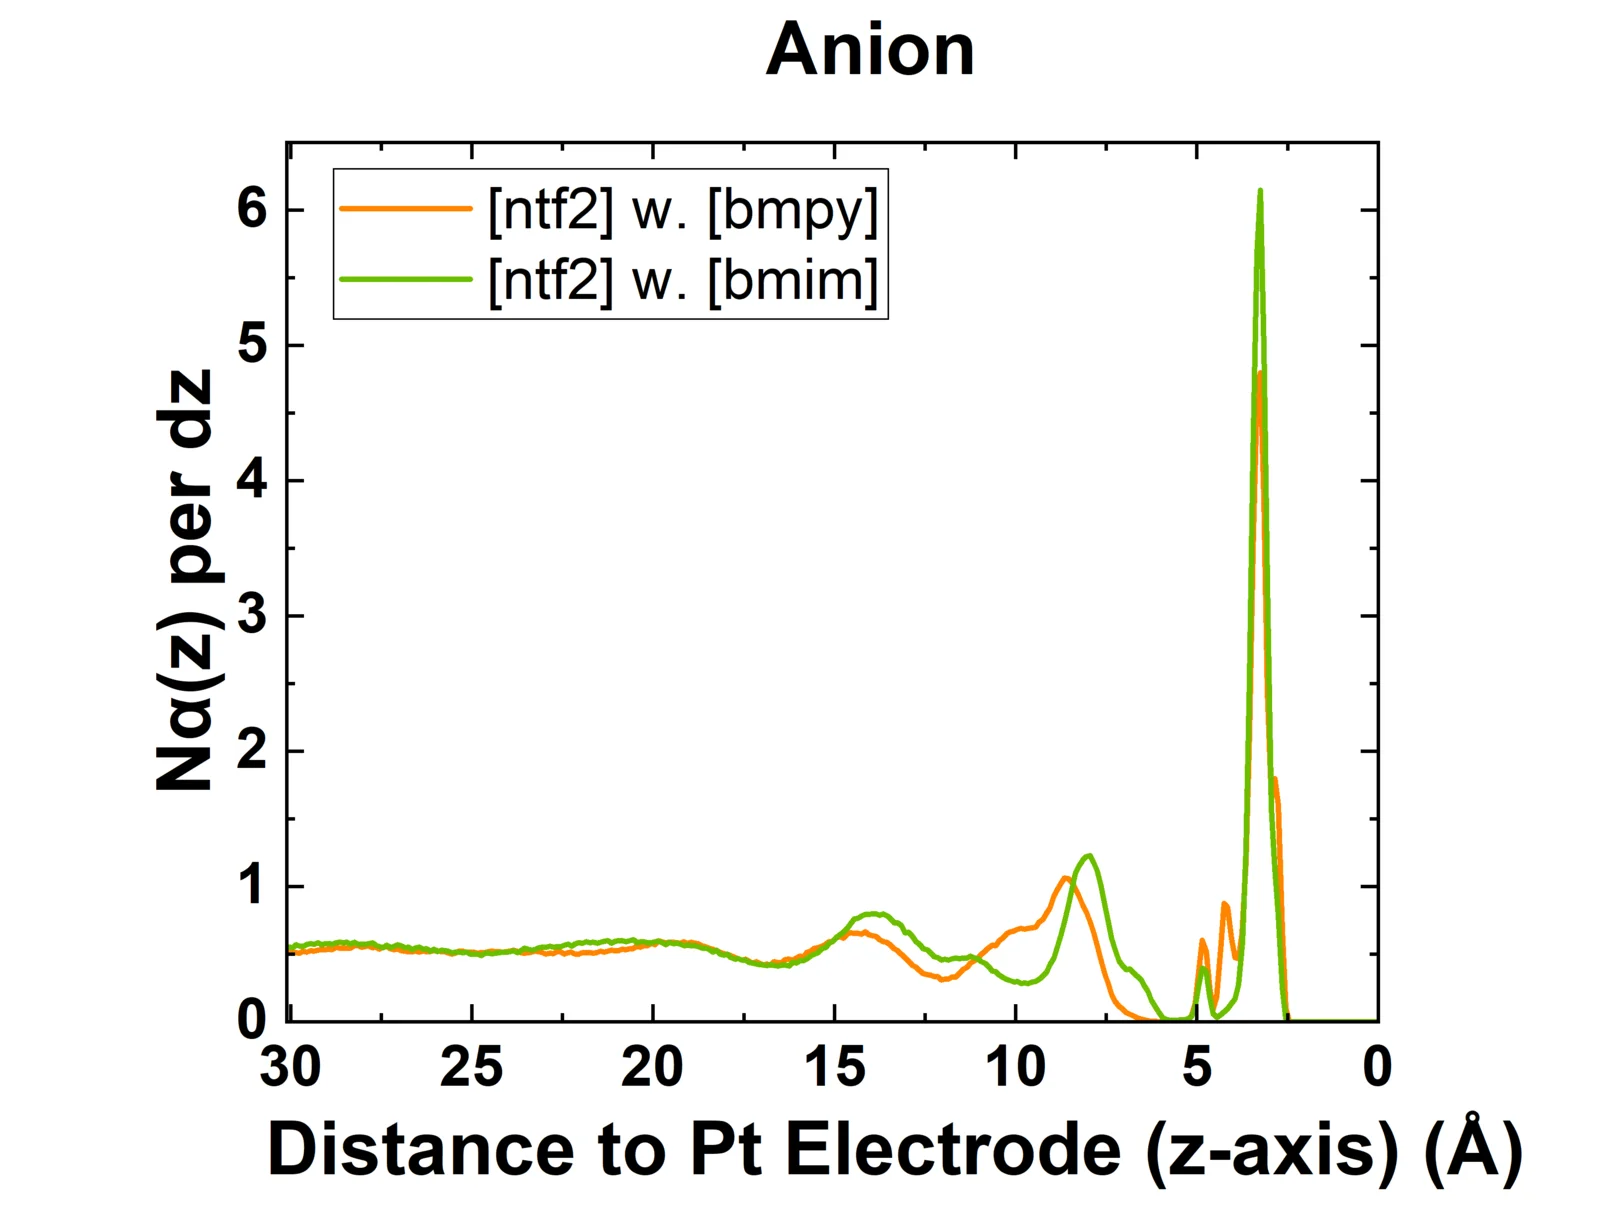 Anion
[ntf2] w. [bmpy]
[ntf2] w. [bmim]
Nα(z) per dz
6
5
4
3
2
1
0
30 25 20 15 10 5 0
Distance to Pt Electrode (z-axis) (Å)